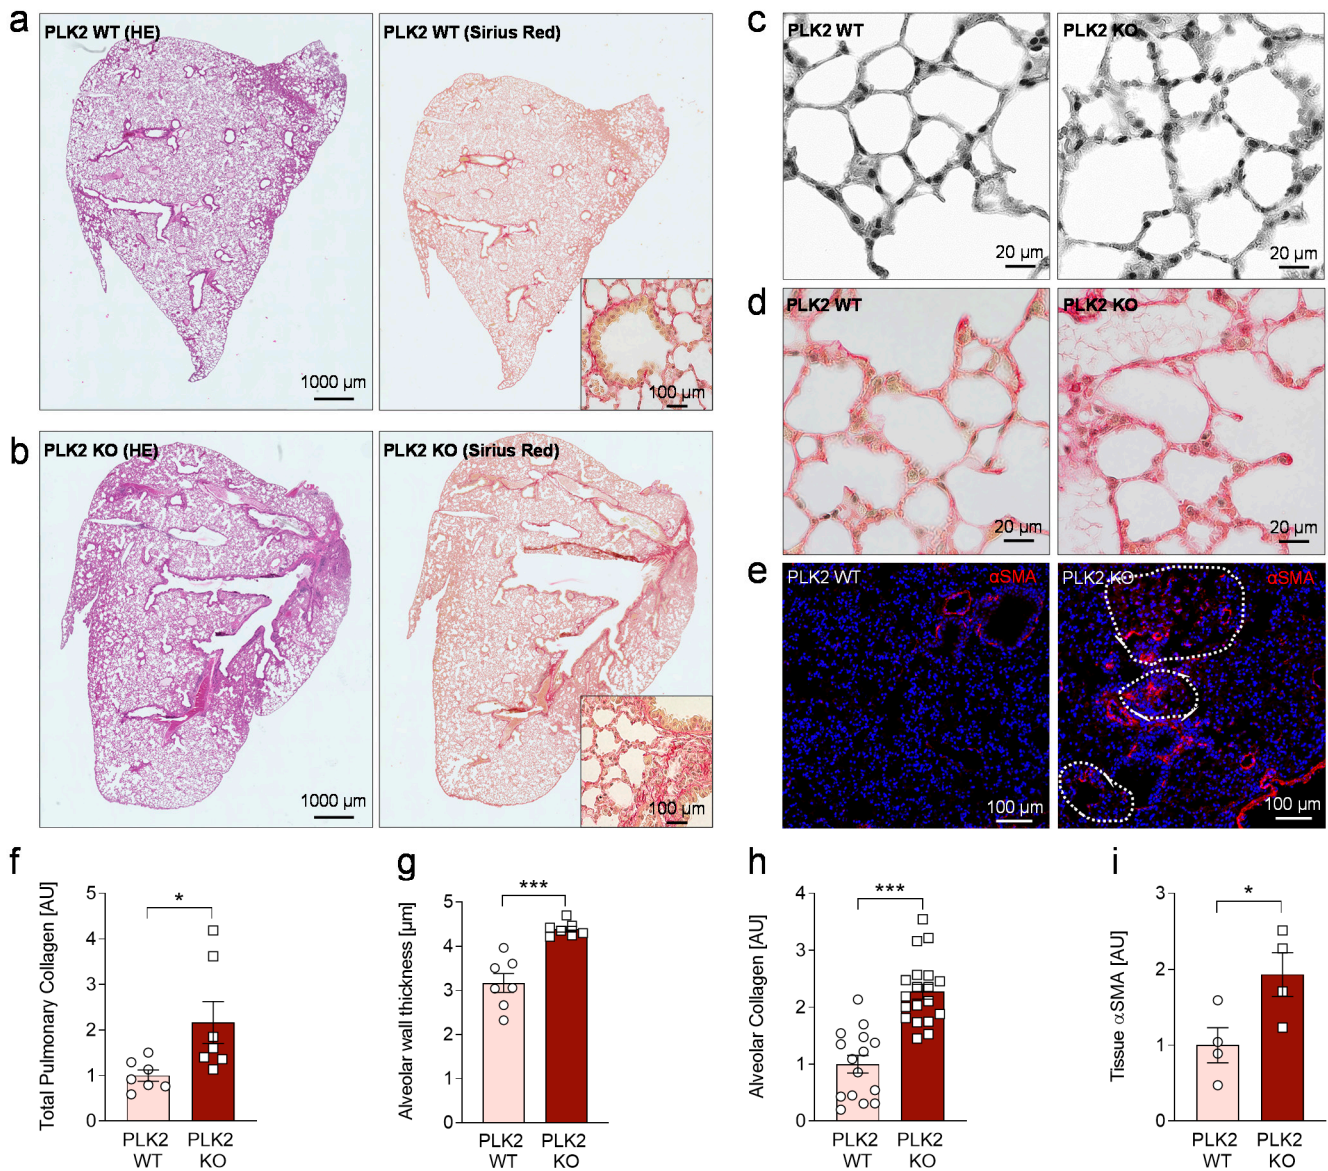 a
PLK2 WT (HE)
1000 µm
PLK2 WT (Sirius Red)
100 µm
b
PLK2 KO (HE)
1000 µm
PLK2 KO (Sirius Red)
100 µm
c
PLK2 WT
20 µm
PLK2 KO
20 µm
d
PLK2 WT
20 µm
PLK2 KO
20 µm
e
PLK2 WT
αSMA
100 µm
PLK2 KO
αSMA
100 µm
f
Total Pulmonary Collagen [AU]
5
4
3
2
1
0
*
PLK2
WT
PLK2
KO
g
Alveolar wall thickness [µm]
5
4
3
2
1
0
***
PLK2
WT
PLK2
KO
h
Alveolar Collagen [AU]
4
3
2
1
0
***
PLK2
WT
PLK2
KO
i
Tissue αSMA [AU]
3
2
1
0
*
PLK2
WT
PLK2
KO